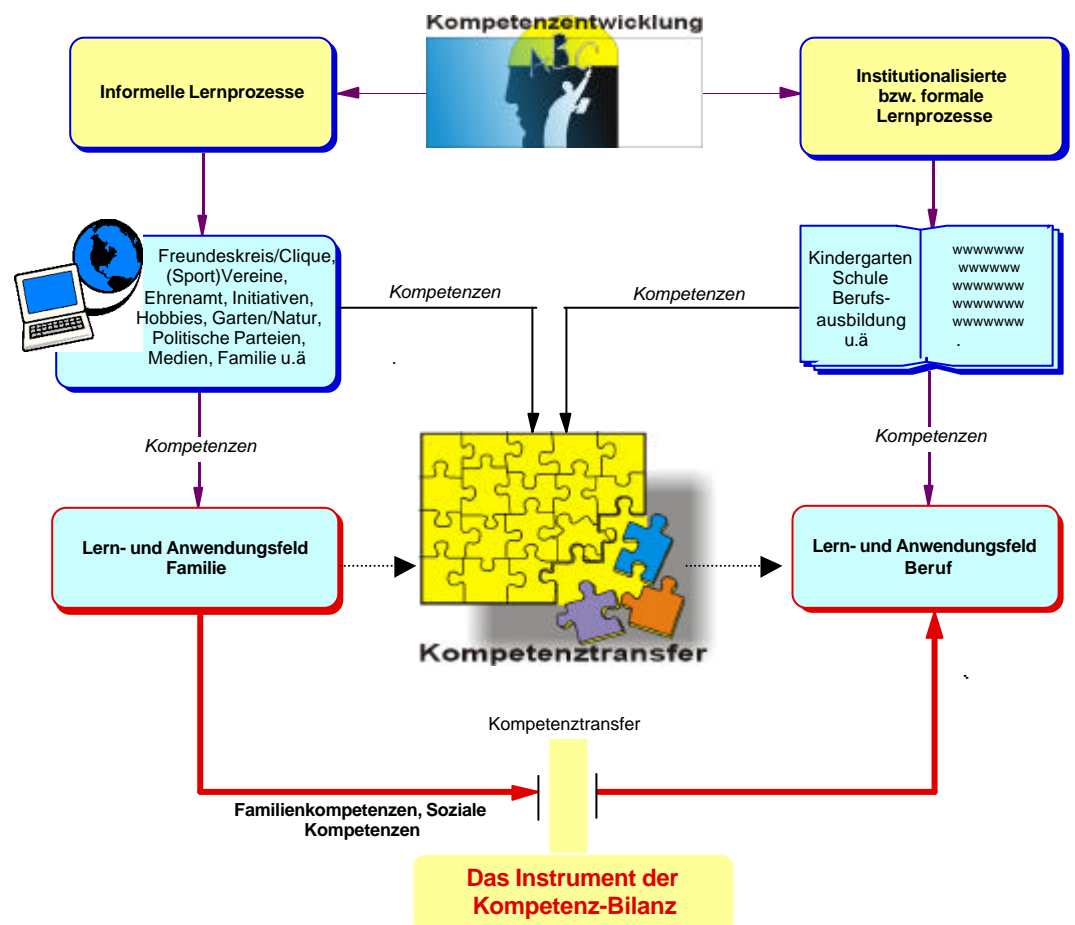 Kompetenzentwicklung
ABC
Informelle Lernprozesse
Institutionalisierte
bzw. formale
Lernprozesse
Freundeskreis/Clique,
(Sport)Vereine,
Ehrenamt, Initiativen,
Hobbies, Garten/Natur,
Politische Parteien,
Medien, Familie u.ä
Kompetenzen
Kompetenzen
Kindergarten
Schule
Berufs-
ausbildung
u.ä
wwwwwww
wwwwww
wwwwwww
wwwwwww
wwwwwww
.
.
Kompetenzen
Kompetenzen
Lern- und Anwendungsfeld
Familie
Lern- und Anwendungsfeld
Beruf
Kompetenztransfer
Kompetenztransfer
Familienkompetenzen, Soziale
Kompetenzen
Das Instrument der
Kompetenz-Bilanz